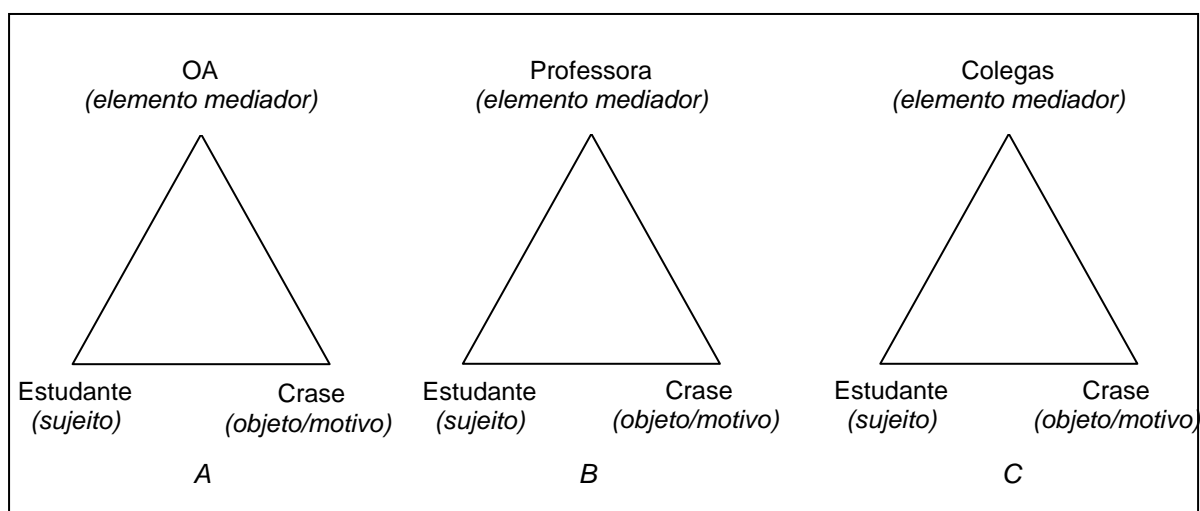 OA
(elemento mediador)
Estudante
(sujeito)
Crase
(objeto/motivo)
A
Professora
(elemento mediador)
Estudante
(sujeito)
Crase
(objeto/motivo)
B
Colegas
(elemento mediador)
Estudante
(sujeito)
Crase
(objeto/motivo)
C